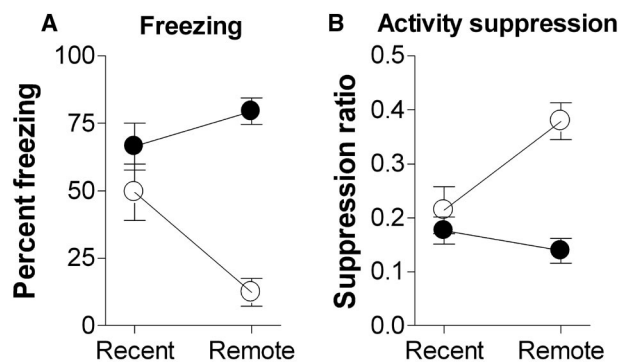 A Freezing
Percent freezing
100
75
50
25
0
Recent Remote
B Activity suppression
Suppression ratio
0.5
0.4
0.3
0.2
0.1
0.0
Recent Remote